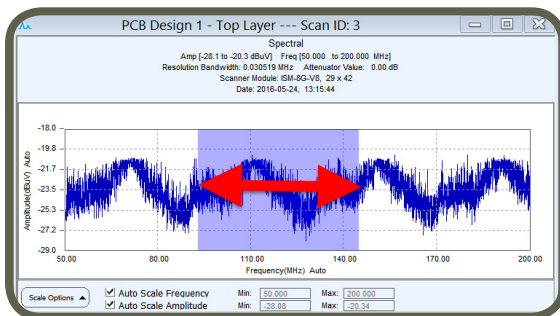 PCB Design 1 - Top Layer --- Scan ID: 3
Spectral
Amp [-28.1 to -20.3 dBuV] Freq [50.000 to 200.000 MHz]
Resolution Bandwidth: 0.030519 MHz Attenuator Value: 0.00 dB
Scanner Module: ISM-8G-V8, 29 x 42
Date: 2016-05-24, 13:15:44
Amplitude(dBuV) Auto
-18.0
-19.8
-21.7
-23.5
-25.3
-27.2
-29.0
50.00 80.00 110.00 140.00 170.00 200.00
Frequency(MHz) Auto
Scale Options
Auto Scale Frequency Min: 50.000 Max: 200.000
Auto Scale Amplitude Min: -28.08 Max: -20.34